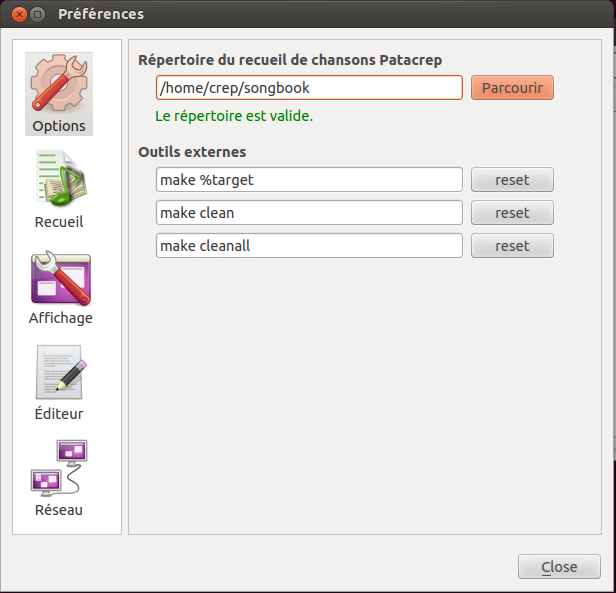 Préférences
Options
Recueil
Affichage
Éditeur
Réseau
Répertoire du recueil de chansons Patacrep
/home/crep/songbook Parcourir
Le répertoire est valide.
Outils externes
make %target reset
make clean reset
make cleanall reset
Close